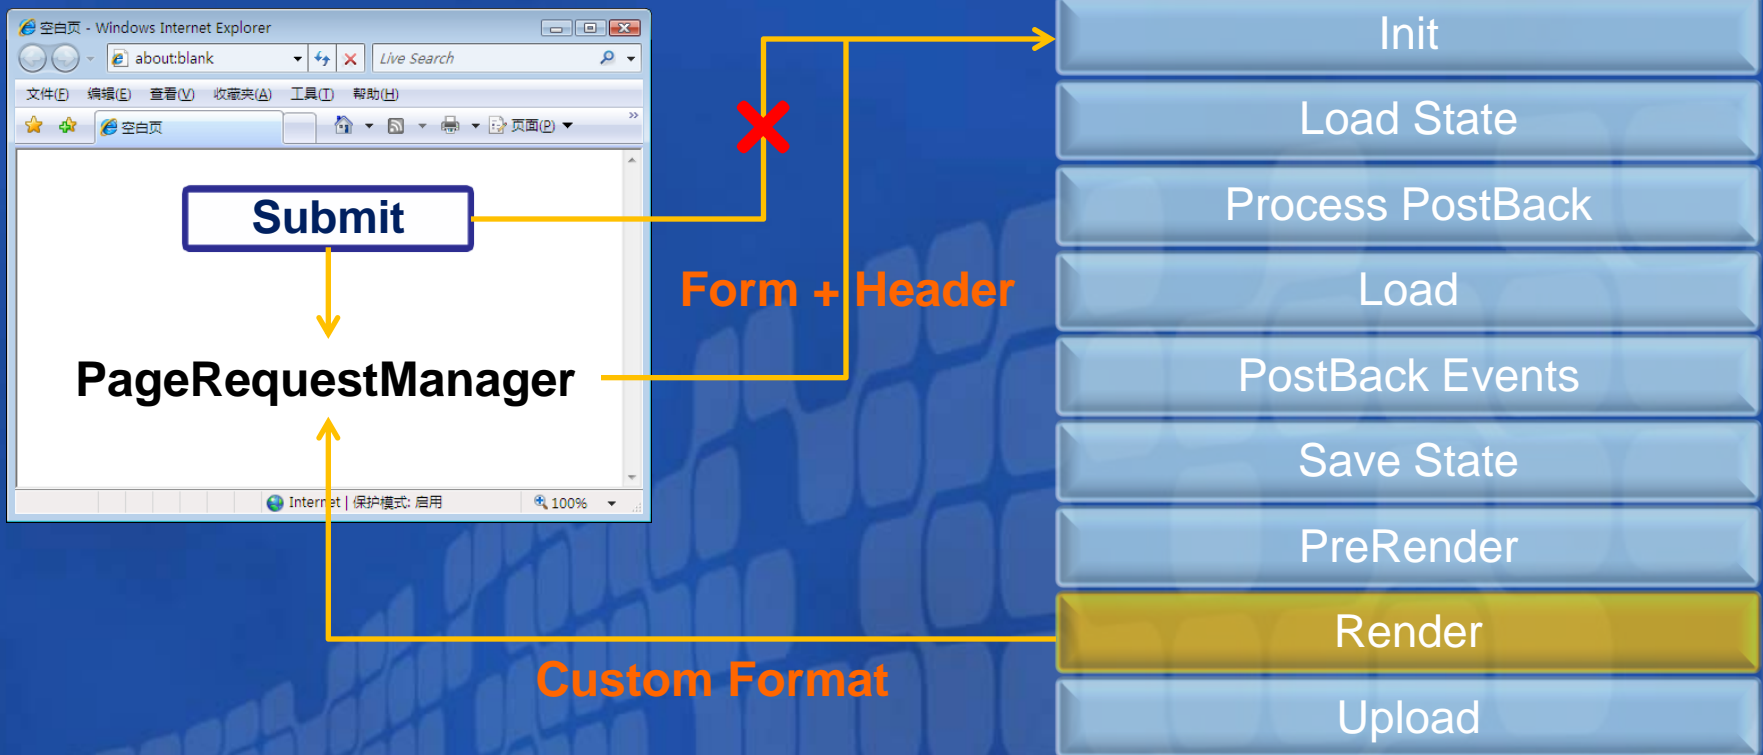 空白页 - Windows Internet Explorer
about:blank
Live Search
文件(F) 编辑(E) 查看(V) 收藏夹(A) 工具(T) 帮助(H)
空白页
页面(P)
Submit
PageRequestManager
Internet | 保护模式: 启用
100%
Form + Header
Custom Format
Init
Load State
Process PostBack
Load
PostBack Events
Save State
PreRender
Render
Upload